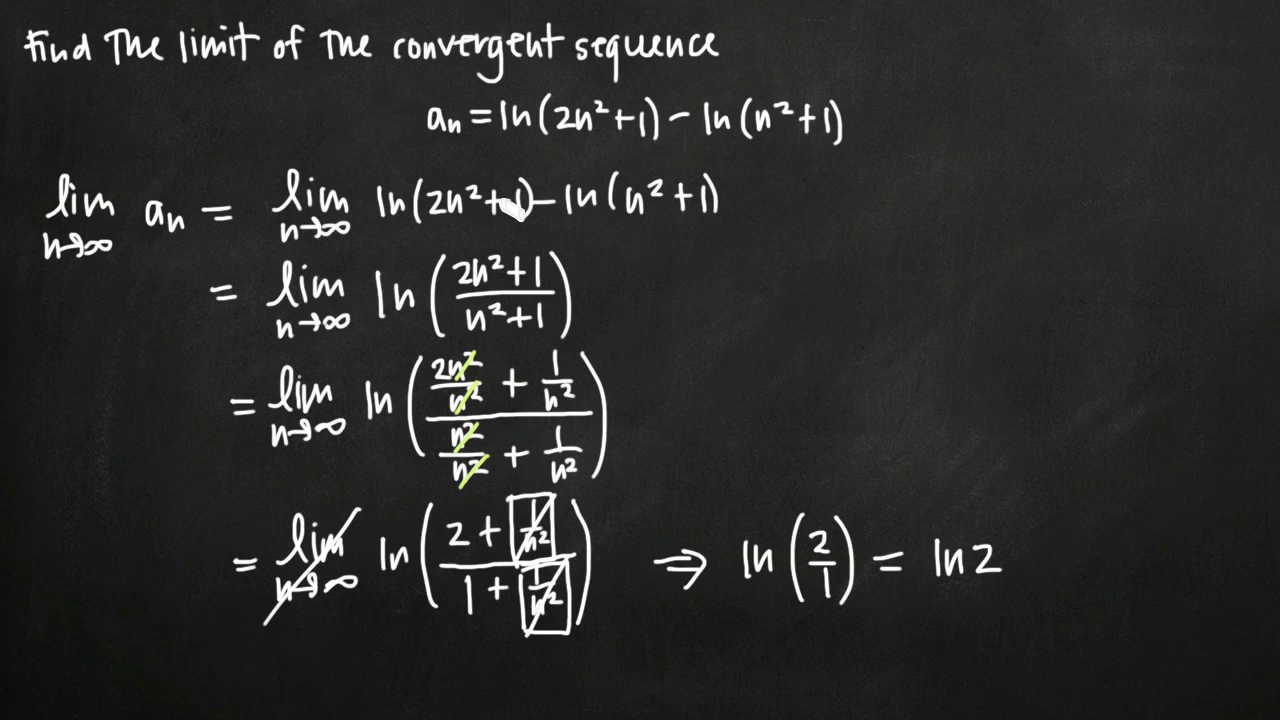 Find The limit of The convergent sequence
aₙ = ln(2n²+1) − ln(n²+1)
lim n→∞ aₙ = lim n→∞ ln(2n²+1) − ln(n²+1)
= lim n→∞ ln((2n²+1)/(n²+1))
= lim n→∞ ln((2n²/n² + 1/n²)/(n²/n² + 1/n²))
= lim n→∞ ln((2 + 1/n²)/(1 + 1/n²)) ⇒ ln(2/1) = ln2